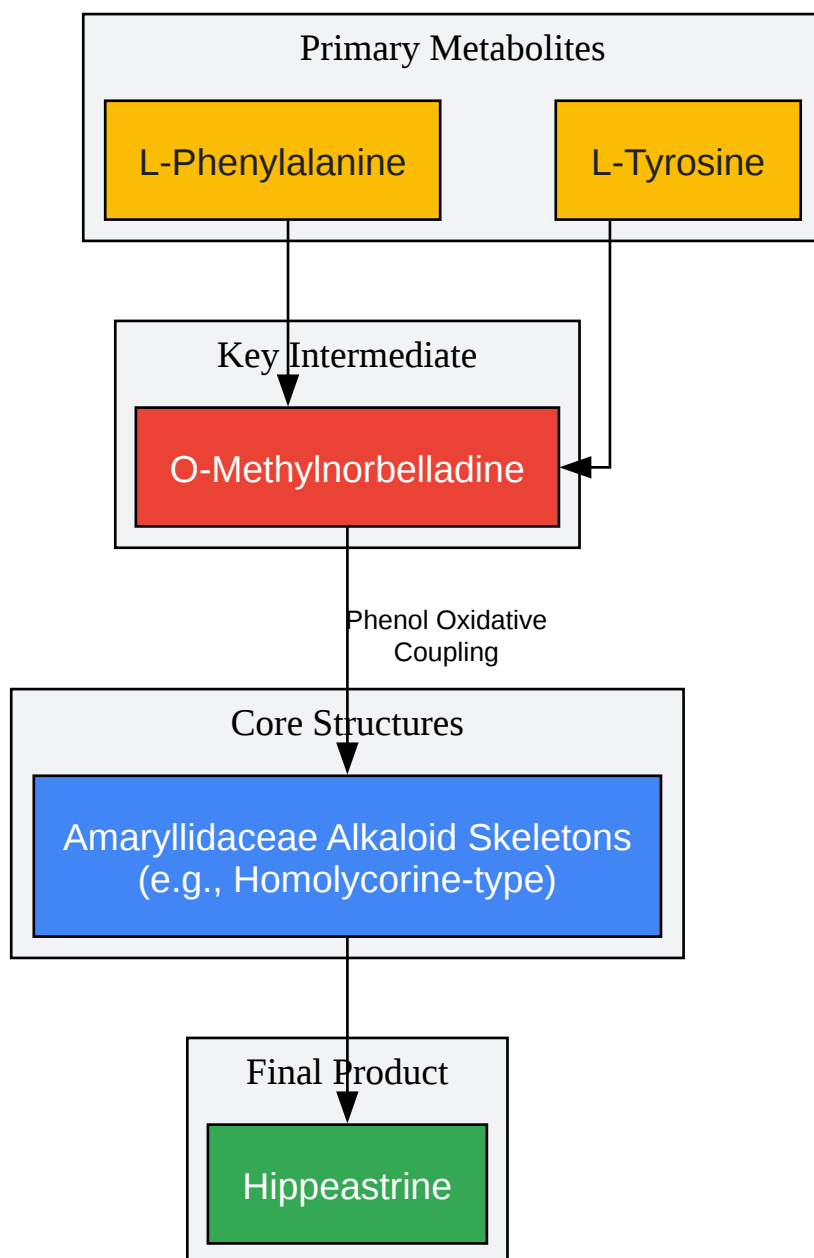 Primary Metabolites
L-Phenylalanine
L-Tyrosine
Key Intermediate
O-Methylnorbelladine
Phenol Oxidative
Coupling
Core Structures
Amaryllidaceae Alkaloid Skeletons
(e.g., Homolycorine-type)
Final Product
Hippeastrine